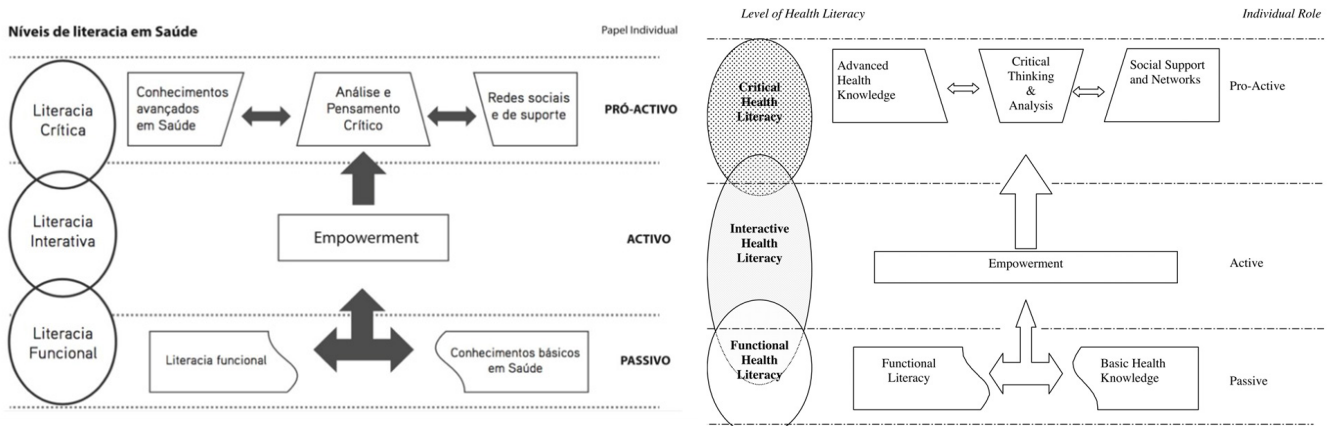 Níveis de literacia em Saúde
Papel Individual
Literacia
Crítica
Conhecimentos
avançados
em Saúde
Análise e
Pensamento
Crítico
Redes sociais
e de suporte
PRÓ-ACTIVO
Literacia
Interativa
Empowerment
ACTIVO
Literacia
Funcional
Literacia funcional
Conhecimentos básicos
em Saúde
PASSIVO
Level of Health Literacy
Individual Role
Critical
Health
Literacy
Advanced
Health
Knowledge
Critical
Thinking
&
Analysis
Social Support
and Networks
Pro-Active
Interactive
Health
Literacy
Empowerment
Active
Functional
Health
Literacy
Functional
Literacy
Basic Health
Knowledge
Passive